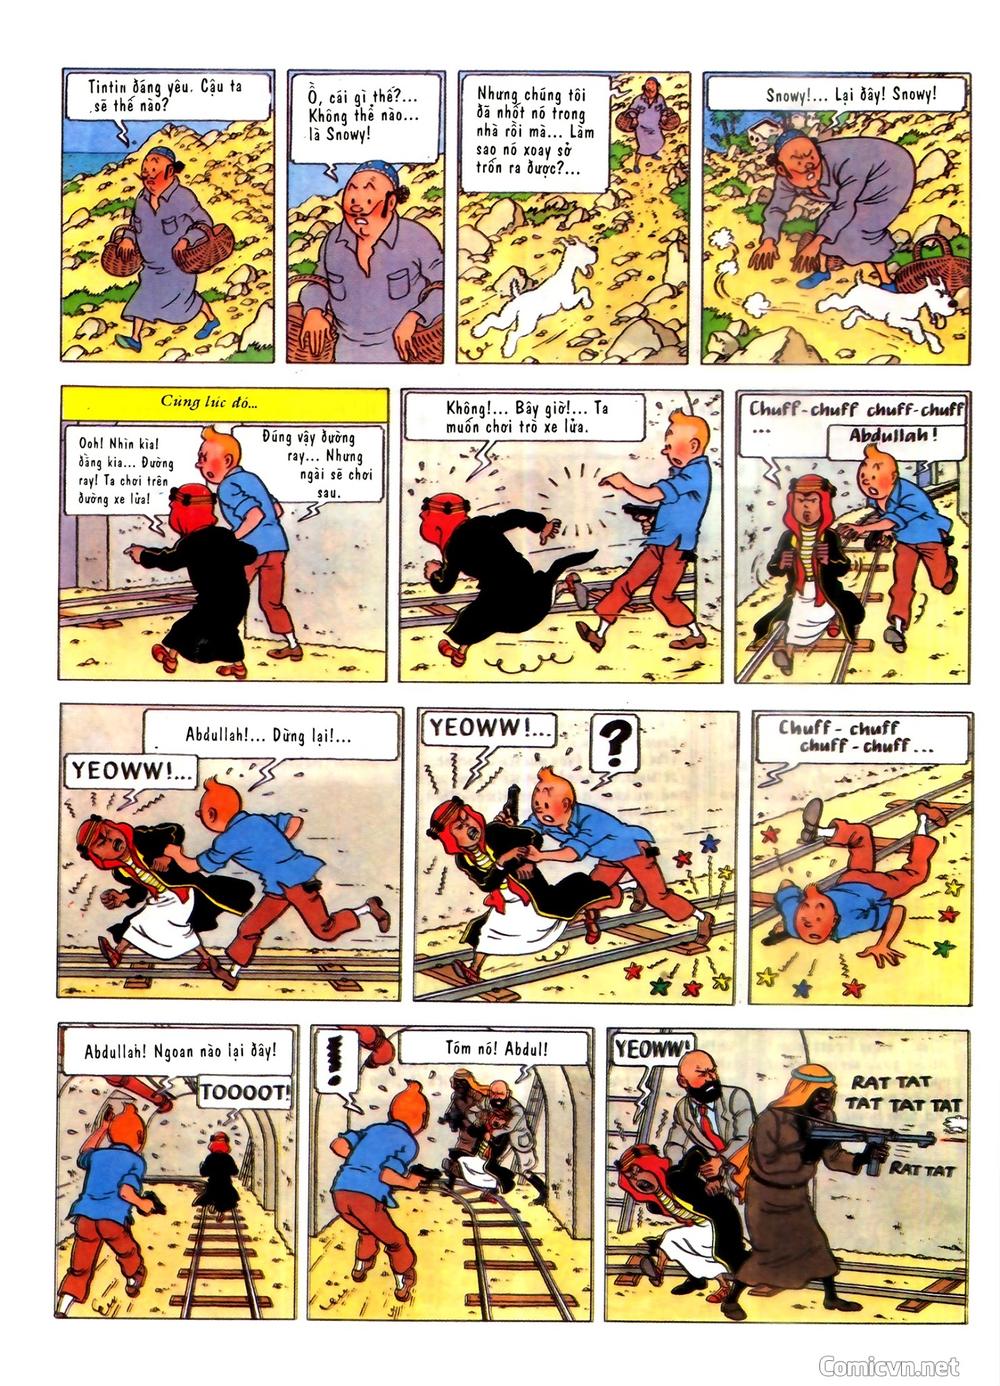 Tintin đáng yêu. Cậu ta
sẽ thế nào?
Ồ, cái gì thế?...
Không thể nào...
là Snowy!
Nhưng chúng tôi
đã nhốt nó trong
nhà rồi mà... Làm
sao nó xoay sở
trốn ra được?...
Snowy!... Lại đây! Snowy!
Cùng lúc đó...
Ooh! Nhìn kìa!
đằng kia... Đường
ray! Ta chơi trên
đường xe lửa!
Đúng vậy đường
ray... Nhưng
ngài sẽ chơi
sau.
Không!... Bây giờ!... Ta
muốn chơi trò xe lửa.
Chuff-chuff chuff-chuff
...
Abdullah!
Abdullah!... Dừng lại!...
YEOWW!...
YEOWW!...
?
Chuff - chuff
chuff - chuff...
Abdullah! Ngoan nào lại đây!
TOOOOT!
!!!!
Tóm nó! Abdul!
YEOWW!
RAT TAT
TAT TAT TAT
RAT TAT
Comicvn.net